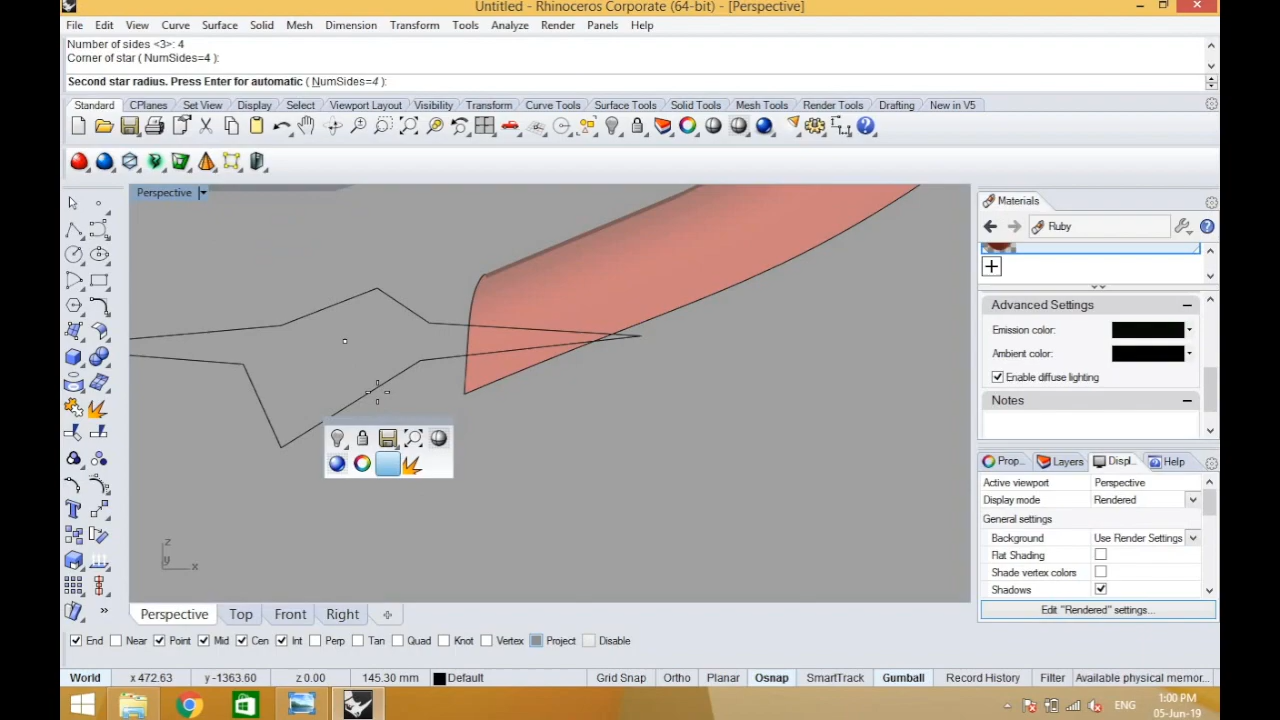 Untitled - Rhinoceros Corporate (64-bit) - [Perspective]
File Edit View Curve Surface Solid Mesh Dimension Transform Tools Analyze Render Panels Help
Number of sides <3>: 4
Corner of star ( NumSides=4 ):
Second star radius. Press Enter for automatic ( NumSides=4 ):
Standard CPlanes Set View Display Select Viewport Layout Visibility Transform Curve Tools Surface Tools Solid Tools Mesh Tools Render Tools Drafting New in V5
Perspective
Materials
Ruby
Advanced Settings
Emission color:
Ambient color:
Enable diffuse lighting
Notes
Prop... Layers Displ... Help
Active viewport Perspective
Display mode Rendered
General settings
Background Use Render Settings
Flat Shading
Shade vertex colors
Shadows
Edit "Rendered" settings...
z
y x
Perspective Top Front Right
End Near Point Mid Cen Int Perp Tan Quad Knot Vertex Project Disable
World x 472.63 y -1363.60 z 0.00 145.30 mm Default Grid Snap Ortho Planar Osnap SmartTrack Gumball Record History Filter Available physical memor...
ENG
1:00 PM
05-Jun-19